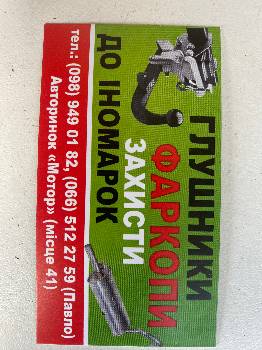 ГЛУШНИКИ
ФАРКОПИ
ЗАХИСТИ
ДО ІНОМАРОК
тел.: (098) 949 01 82, (066) 512 27 59 (Павло)
Авторинок «Мотор» (місце 41)